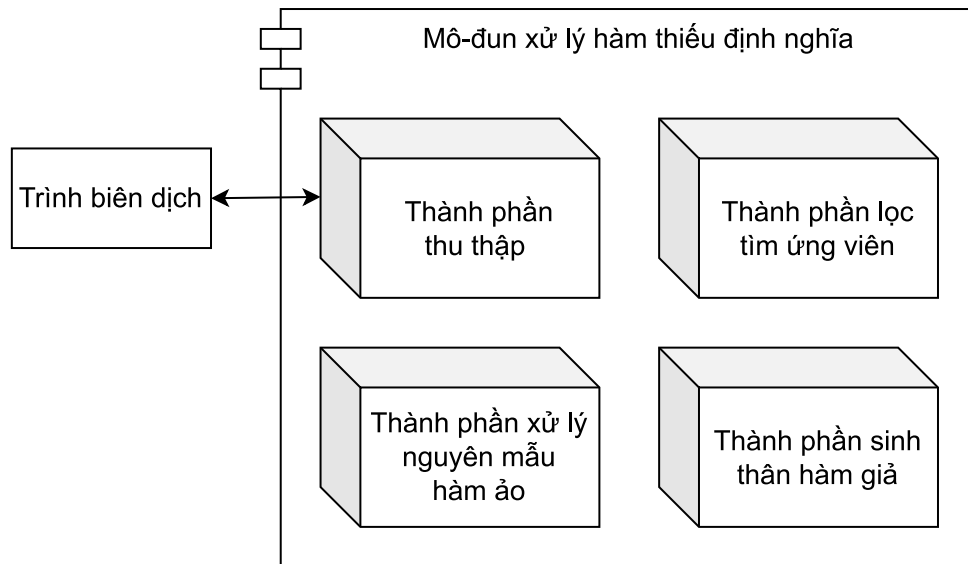 Mô-đun xử lý hàm thiếu định nghĩa
Trình biên dịch
Thành phần
thu thập
Thành phần lọc
tìm ứng viên
Thành phần xử lý
nguyên mẫu
hàm ảo
Thành phần sinh
thân hàm giả